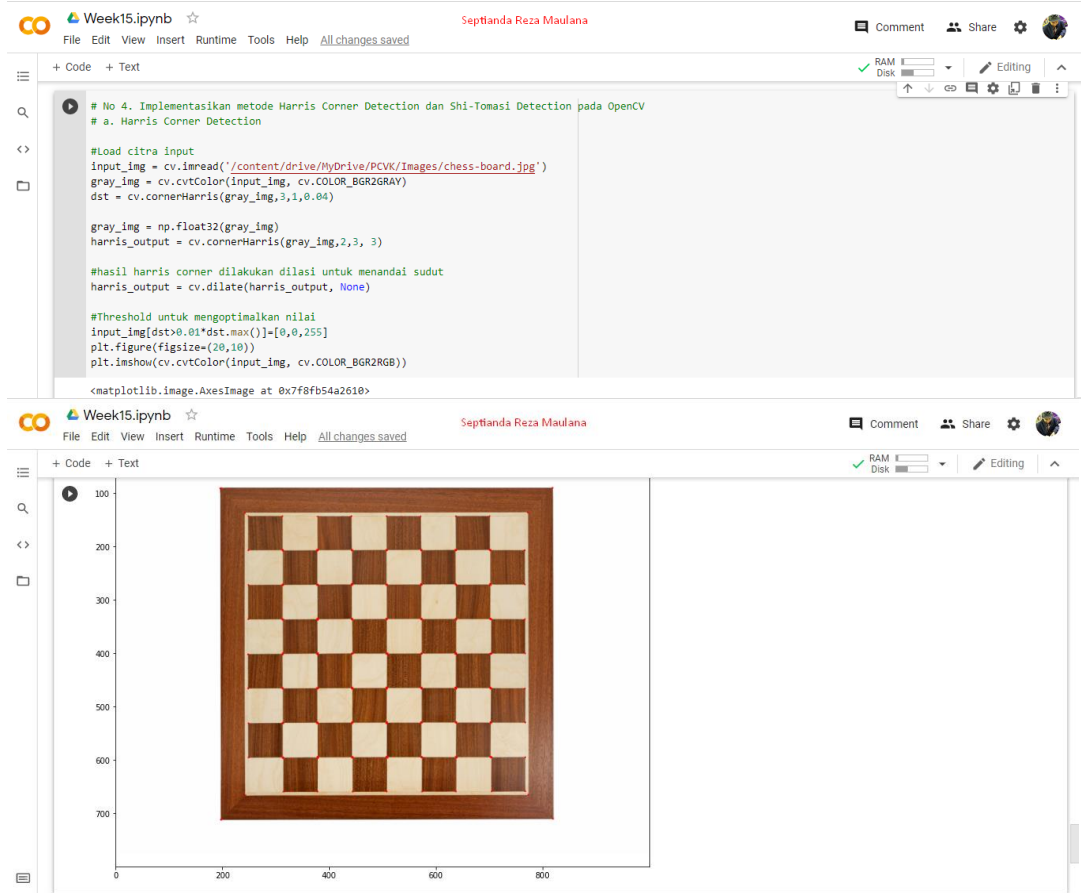 Week15.ipynb
Septianda Reza Maulana
Comment
Share
File Edit View Insert Runtime Tools Help All changes saved
+ Code + Text
RAM
Disk
Editing
# No 4. Implementasikan metode Harris Corner Detection dan Shi-Tomasi Detection pada OpenCV
# a. Harris Corner Detection
#Load citra input
input_img = cv.imread('/content/drive/MyDrive/PCVK/Images/chess-board.jpg')
gray_img = cv.cvtColor(input_img, cv.COLOR_BGR2GRAY)
dst = cv.cornerHarris(gray_img,3,1,0.04)
gray_img = np.float32(gray_img)
harris_output = cv.cornerHarris(gray_img,2,3, 3)
#hasil harris corner dilakukan dilasi untuk menandai sudut
harris_output = cv.dilate(harris_output, None)
#Threshold untuk mengoptimalkan nilai
input_img[dst>0.01*dst.max()]=[0,0,255]
plt.figure(figsize=(20,10))
plt.imshow(cv.cvtColor(input_img, cv.COLOR_BGR2RGB))
<matplotlib.image.AxesImage at 0x7f8fb54a2610>
Week15.ipynb
Septianda Reza Maulana
Comment
Share
File Edit View Insert Runtime Tools Help All changes saved
+ Code + Text
RAM
Disk
Editing
100
200
300
400
500
600
700
0 200 400 600 800